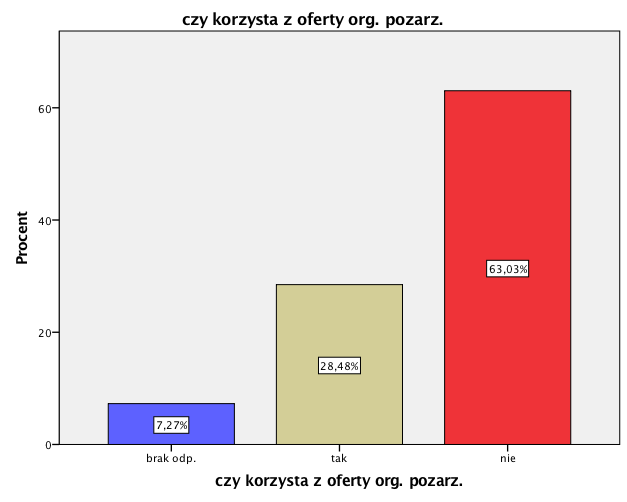 czy korzysta z oferty org. pozarz.
Procent
60
40
20
0
63,03%
28,48%
7,27%
brak odp.
tak
nie
czy korzysta z oferty org. pozarz.